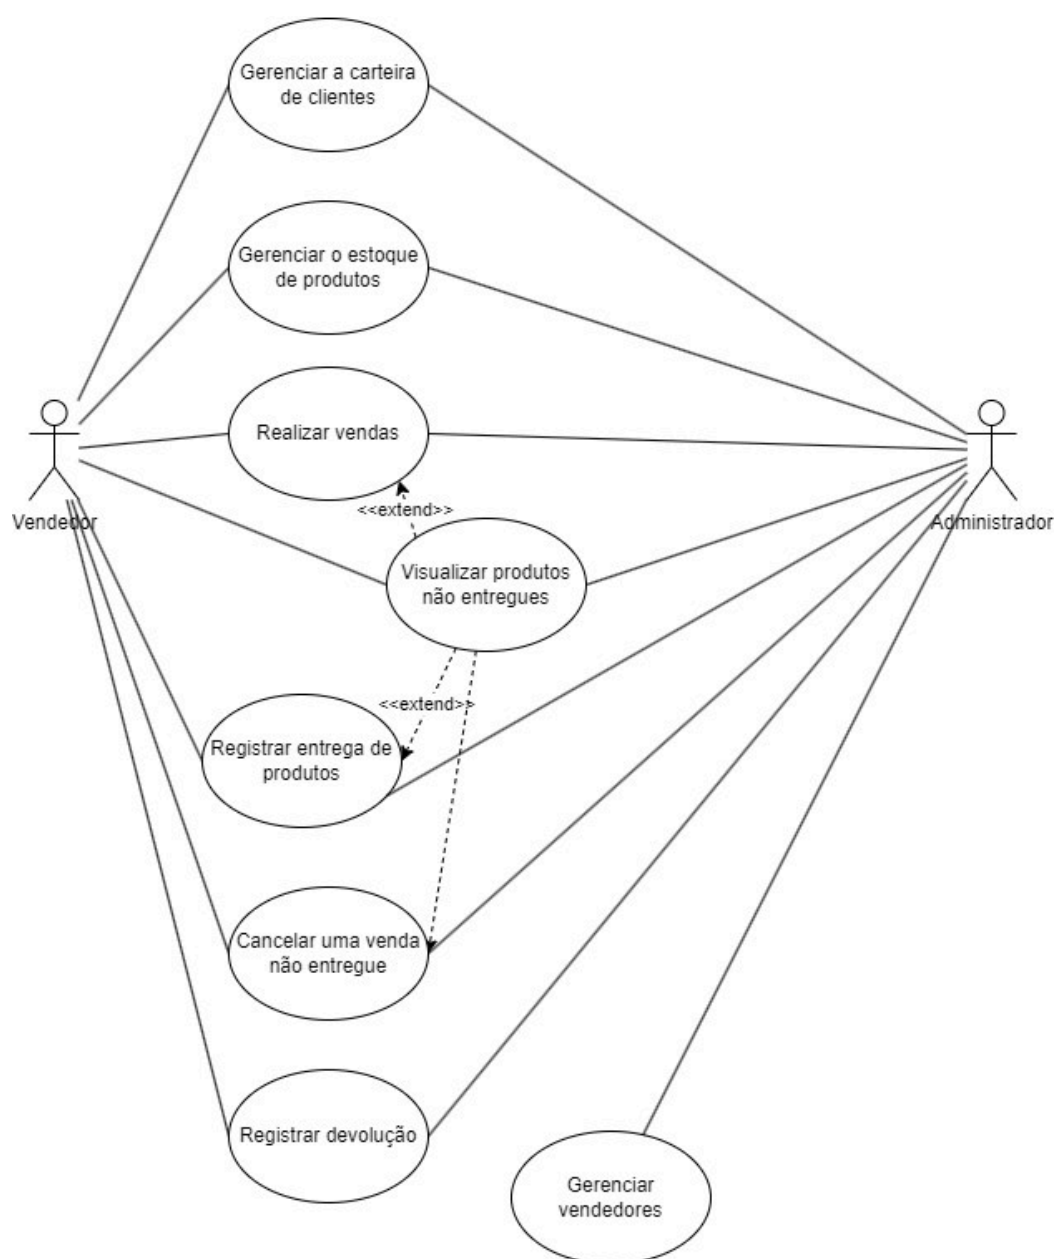 Gerenciar a carteira
de clientes
Gerenciar o estoque
de produtos
Realizar vendas
Vendedor
<<extend>>
Administrador
Visualizar produtos
não entregues
<<extend>>
Registrar entrega de
produtos
Cancelar uma venda
não entregue
Registrar devolução
Gerenciar
vendedores